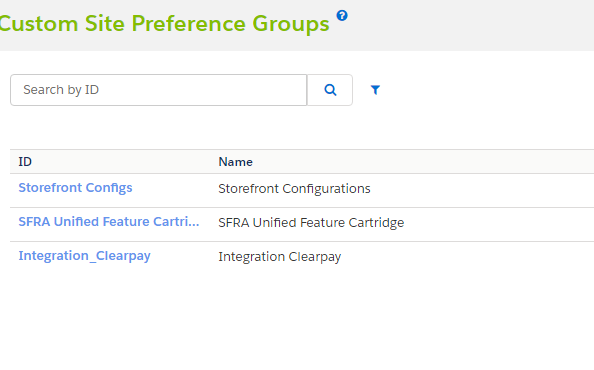 Custom Site Preference Groups ?
Search by ID
ID Name
Storefront Configs Storefront Configurations
SFRA Unified Feature Cartri... SFRA Unified Feature Cartridge
Integration_Clearpay Integration Clearpay